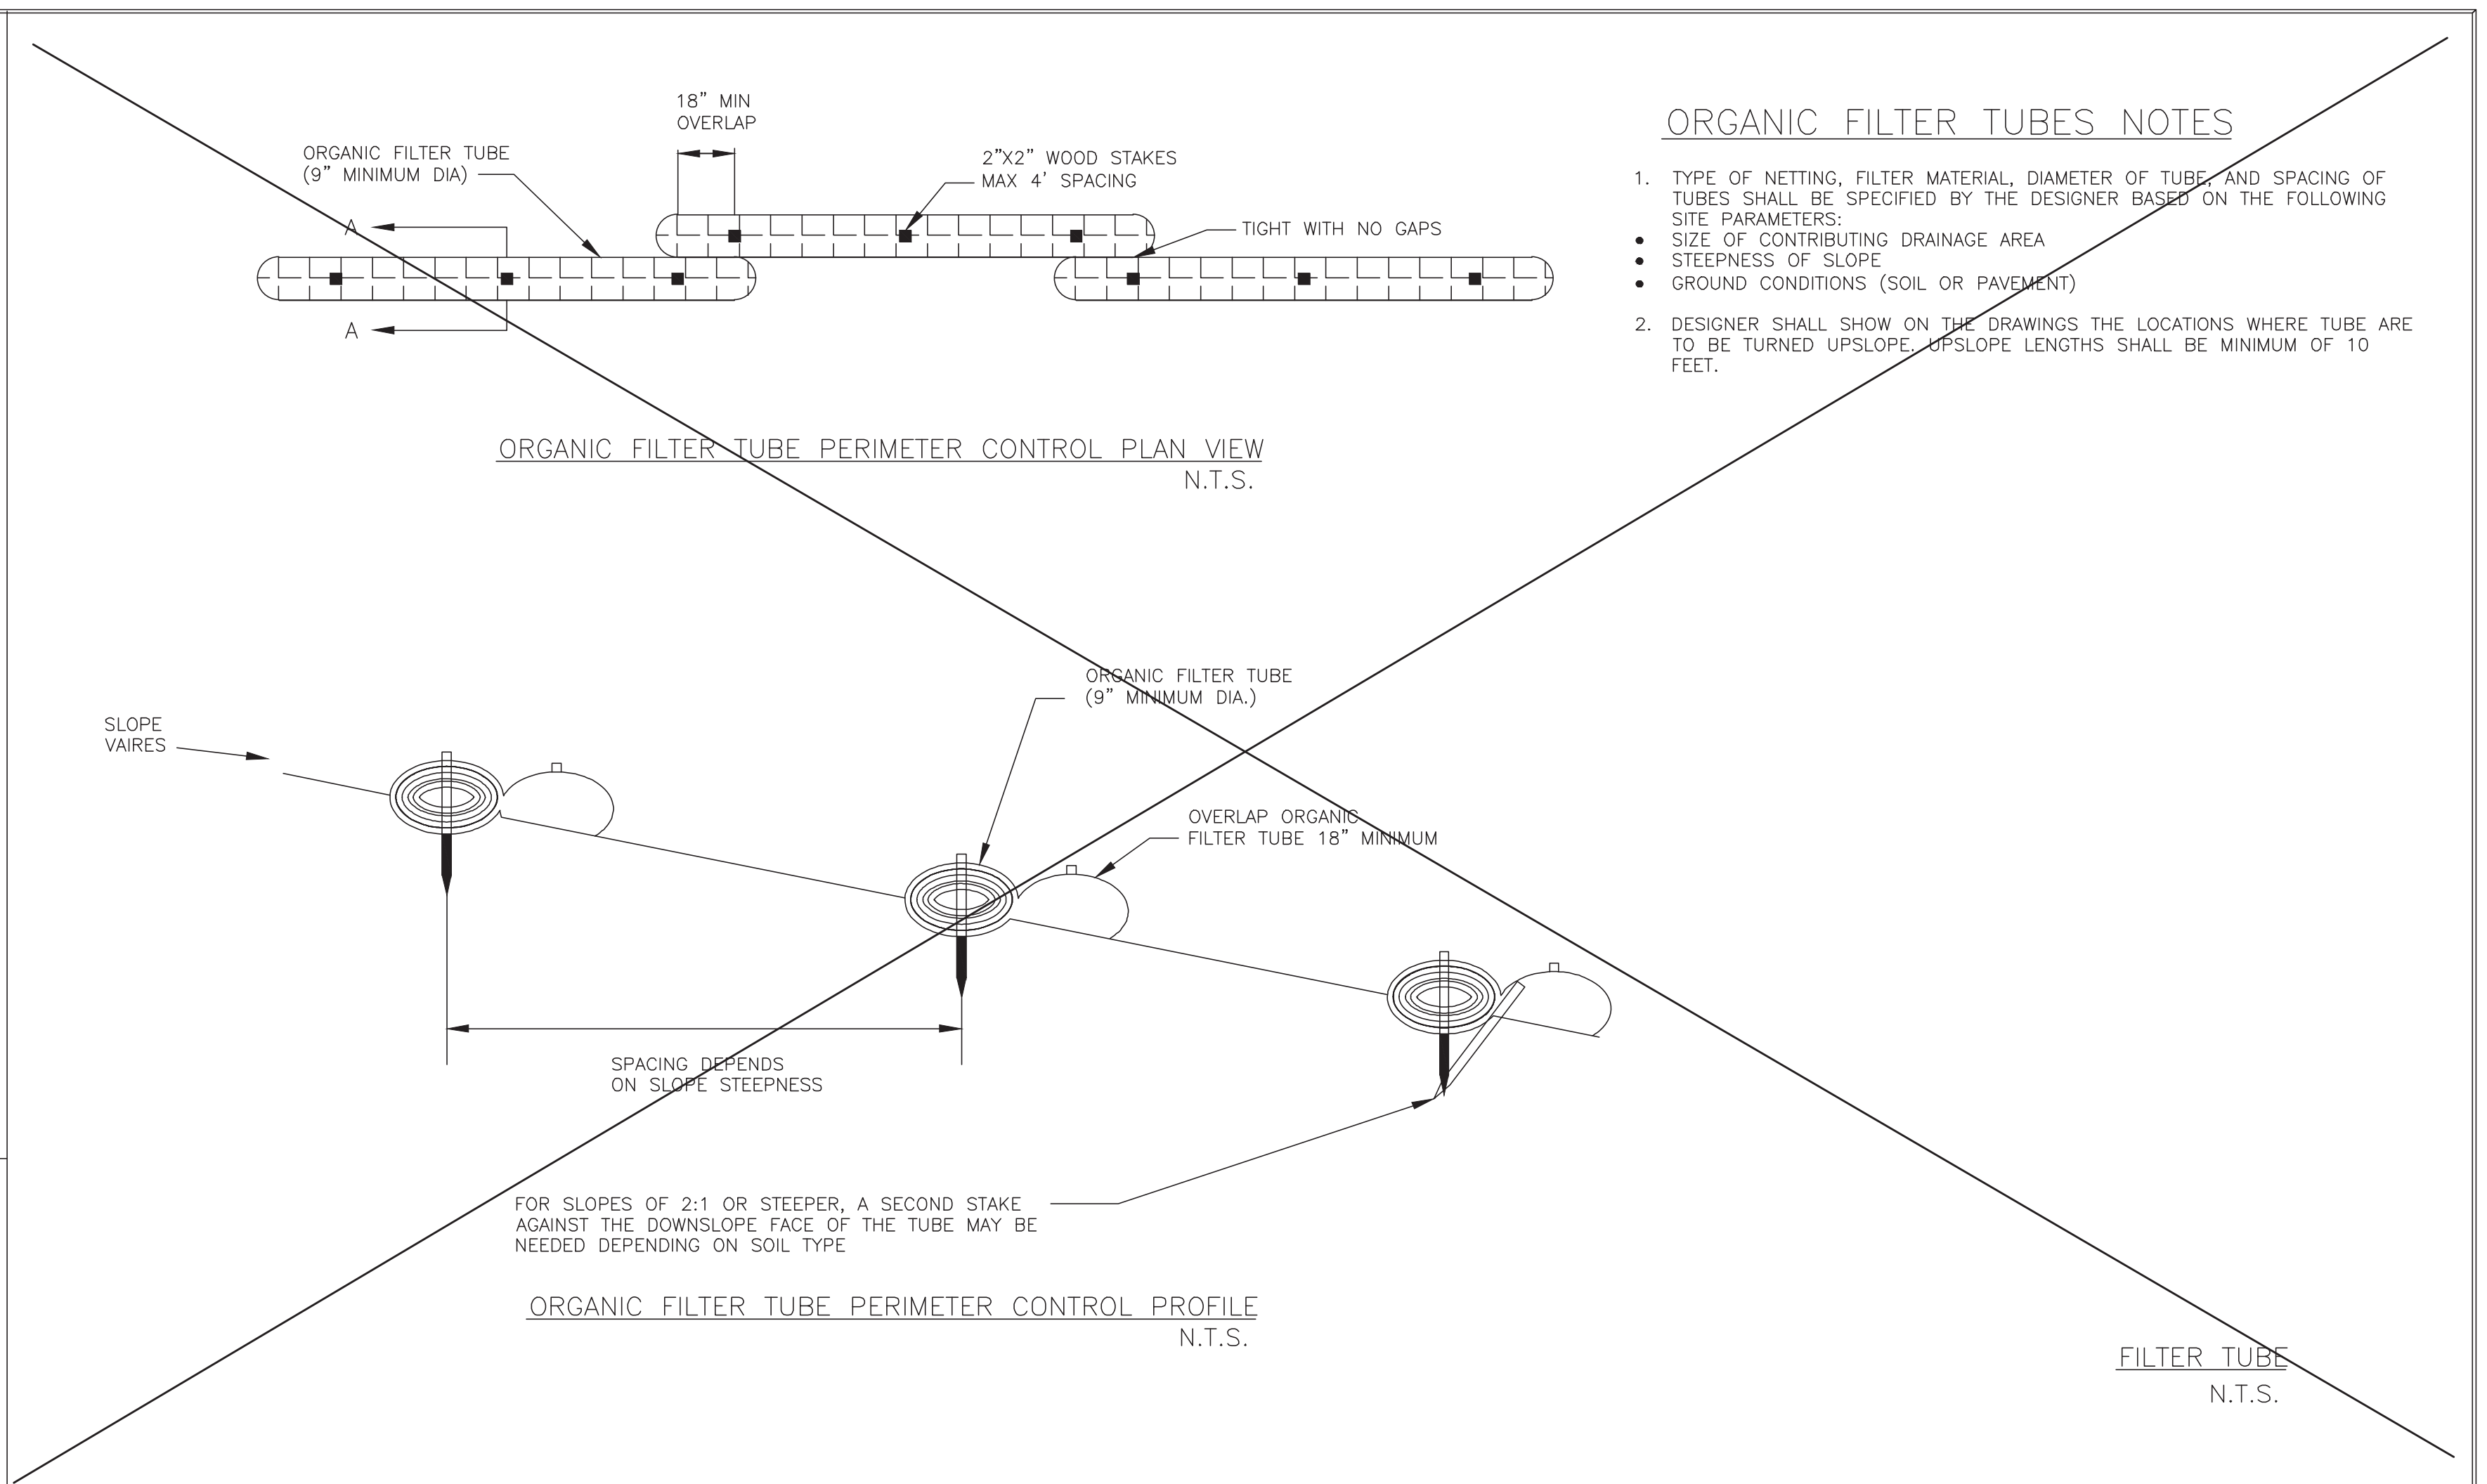 18” MIN
OVERLAP
ORGANIC FILTER TUBE
(9” MINIMUM DIA)
2”X2” WOOD STAKES
MAX 4’ SPACING
TIGHT WITH NO GAPS
A
A
ORGANIC FILTER TUBE PERIMETER CONTROL PLAN VIEW
N.T.S.
ORGANIC FILTER TUBES NOTES
1. TYPE OF NETTING, FILTER MATERIAL, DIAMETER OF TUBE, AND SPACING OF
TUBES SHALL BE SPECIFIED BY THE DESIGNER BASED ON THE FOLLOWING
SITE PARAMETERS:
• SIZE OF CONTRIBUTING DRAINAGE AREA
• STEEPNESS OF SLOPE
• GROUND CONDITIONS (SOIL OR PAVEMENT)
2. DESIGNER SHALL SHOW ON THE DRAWINGS THE LOCATIONS WHERE TUBE ARE
TO BE TURNED UPSLOPE. UPSLOPE LENGTHS SHALL BE MINIMUM OF 10
FEET.
SLOPE
VAIRES
ORGANIC FILTER TUBE
(9” MINIMUM DIA.)
OVERLAP ORGANIC
FILTER TUBE 18” MINIMUM
SPACING DEPENDS
ON SLOPE STEEPNESS
FOR SLOPES OF 2:1 OR STEEPER, A SECOND STAKE
AGAINST THE DOWNSLOPE FACE OF THE TUBE MAY BE
NEEDED DEPENDING ON SOIL TYPE
ORGANIC FILTER TUBE PERIMETER CONTROL PROFILE
N.T.S.
FILTER TUBE
N.T.S.